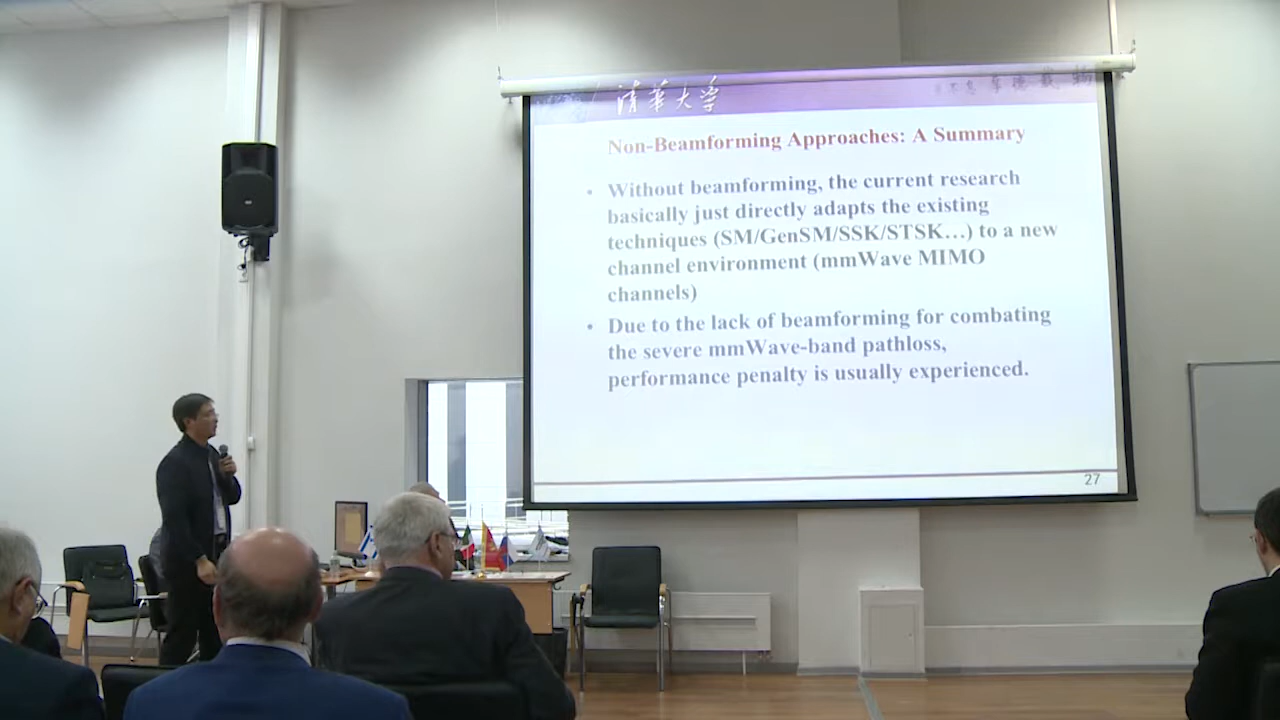 清华大学
Non-Beamforming Approaches: A Summary
• Without beamforming, the current research
basically just directly adapts the existing
techniques (SM/GenSM/SSK/STSK…) to a new
channel environment (mmWave MIMO
channels)
• Due to the lack of beamforming for combating
the severe mmWave-band pathloss,
performance penalty is usually experienced.
27